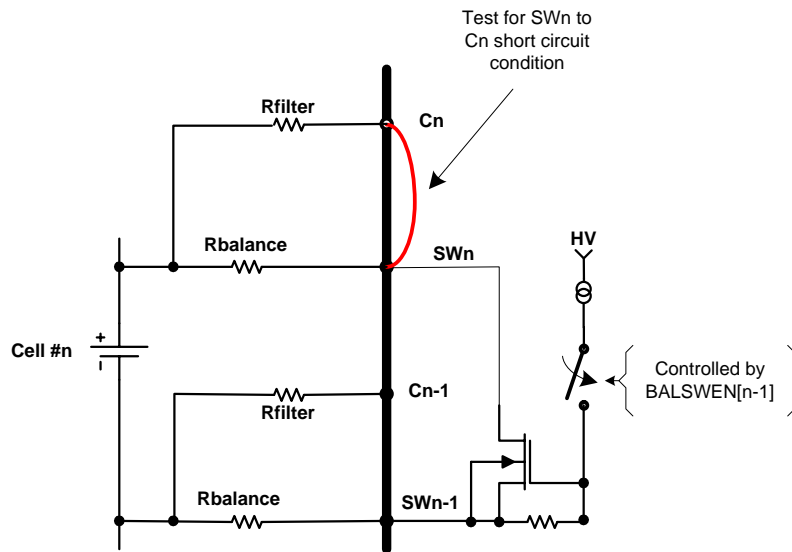 Test for SWn to
Cn short circuit
condition
Rfilter
Cn
Rbalance
SWn
HV
Cell #n
+
–
Controlled by
BALSWEN[n-1]
Rfilter
Cn-1
Rbalance
SWn-1